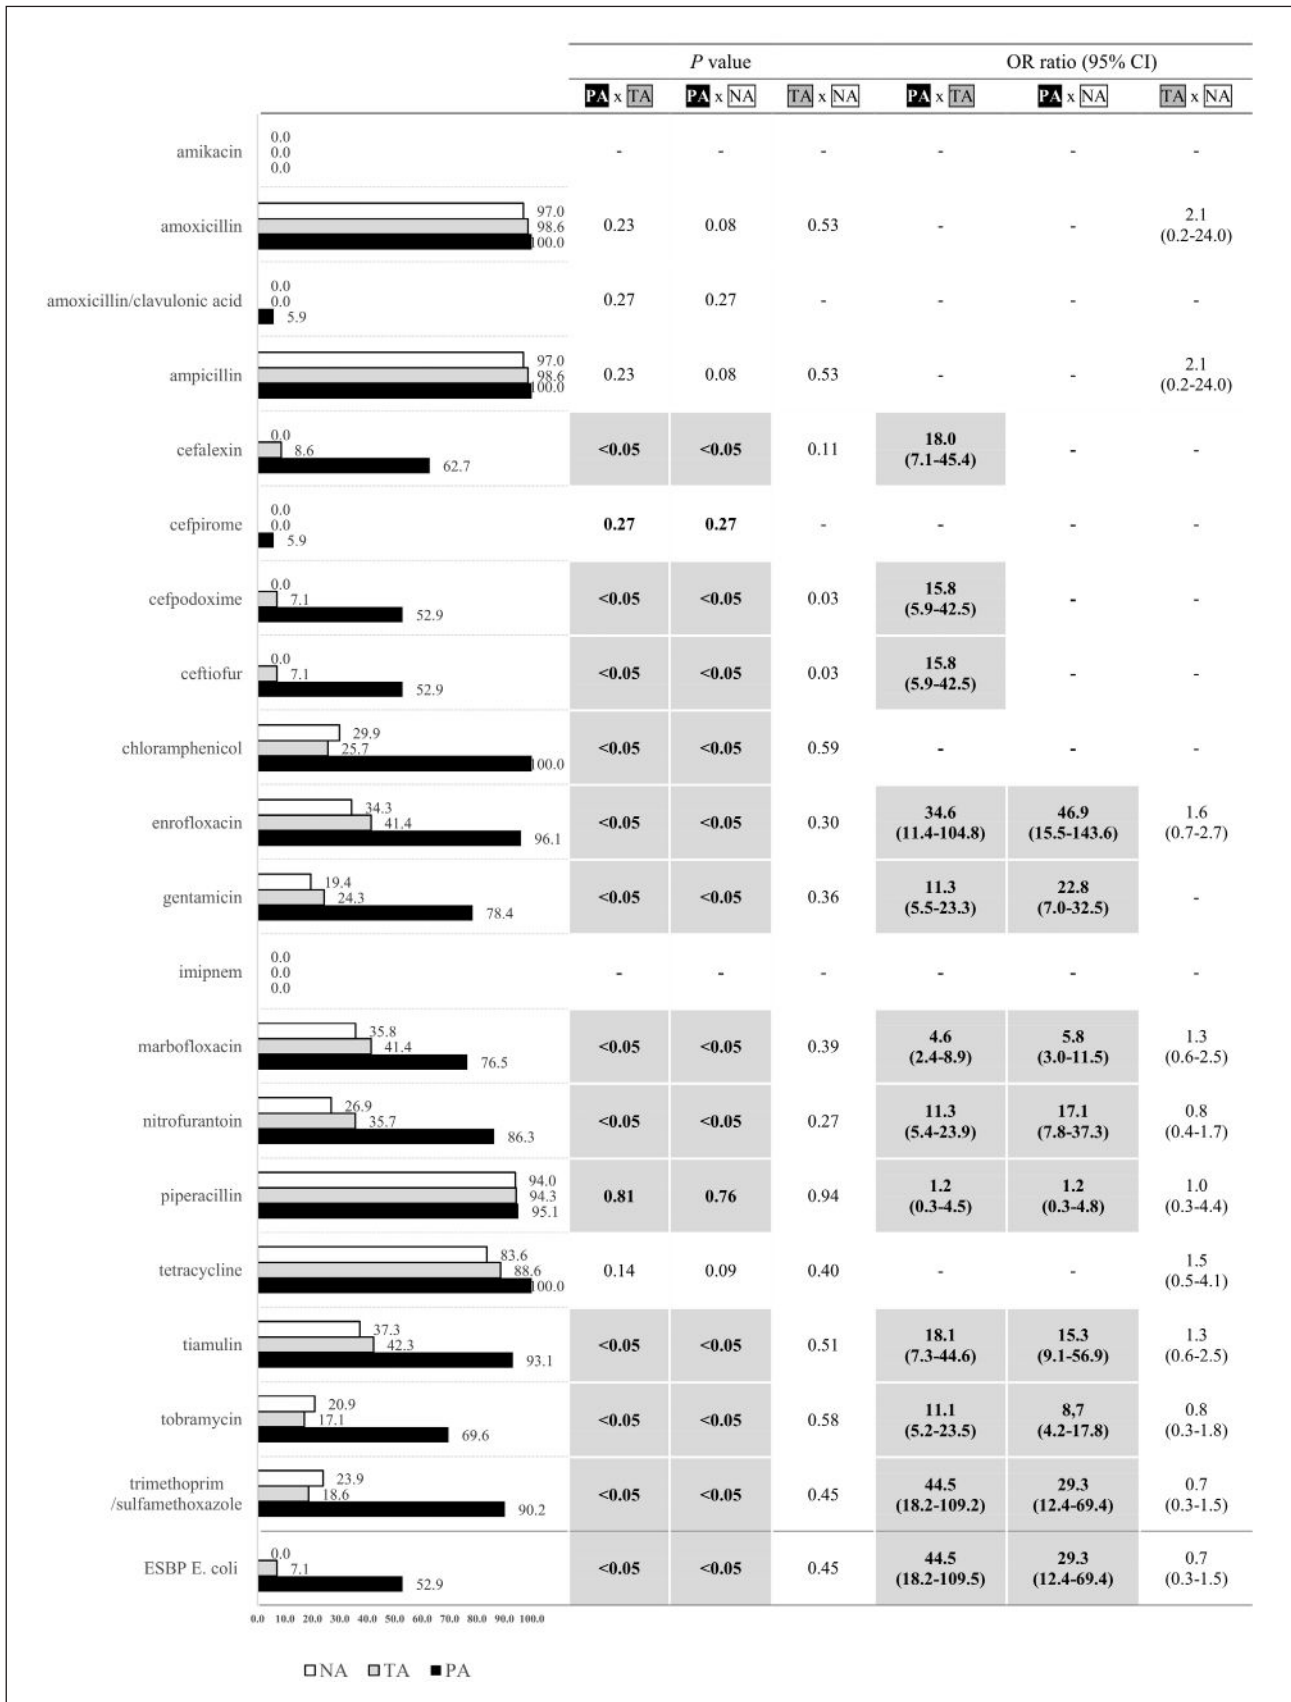 P value OR ratio (95% CI)
PA x TA PA x NA TA x NA PA x TA PA x NA TA x NA
amikacin 0.0 0.0 0.0 - - - - - -
amoxicillin 97.0 98.6 100.0 0.23 0.08 0.53 - - 2.1 (0.2-24.0)
amoxicillin/clavulonic acid 0.0 0.0 5.9 0.27 0.27 - - - -
ampicillin 97.0 98.6 100.0 0.23 0.08 0.53 - - 2.1 (0.2-24.0)
cefalexin 0.0 8.6 62.7 <0.05 <0.05 0.11 18.0 (7.1-45.4) - -
cefpirome 0.0 0.0 5.9 0.27 0.27 - - - -
cefpodoxime 0.0 7.1 52.9 <0.05 <0.05 0.03 15.8 (5.9-42.5) - -
ceftiofur 0.0 7.1 52.9 <0.05 <0.05 0.03 15.8 (5.9-42.5) - -
chloramphenicol 29.9 25.7 100.0 <0.05 <0.05 0.59 - - -
enrofloxacin 34.3 41.4 96.1 <0.05 <0.05 0.30 34.6 (11.4-104.8) 46.9 (15.5-143.6) 1.6 (0.7-2.7)
gentamicin 19.4 24.3 78.4 <0.05 <0.05 0.36 11.3 (5.5-23.3) 22.8 (7.0-32.5) -
imipnem 0.0 0.0 0.0 - - - - - -
marbofloxacin 35.8 41.4 76.5 <0.05 <0.05 0.39 4.6 (2.4-8.9) 5.8 (3.0-11.5) 1.3 (0.6-2.5)
nitrofurantoin 26.9 35.7 86.3 <0.05 <0.05 0.27 11.3 (5.4-23.9) 17.1 (7.8-37.3) 0.8 (0.4-1.7)
piperacillin 94.0 94.3 95.1 0.81 0.76 0.94 1.2 (0.3-4.5) 1.2 (0.3-4.8) 1.0 (0.3-4.4)
tetracycline 83.6 88.6 100.0 0.14 0.09 0.40 - - 1.5 (0.5-4.1)
tiamulin 37.3 42.3 93.1 <0.05 <0.05 0.51 18.1 (7.3-44.6) 15.3 (9.1-56.9) 1.3 (0.6-2.5)
tobramycin 20.9 17.1 69.6 <0.05 <0.05 0.58 11.1 (5.2-23.5) 8,7 (4.2-17.8) 0.8 (0.3-1.8)
trimethoprim /sulfamethoxazole 23.9 18.6 90.2 <0.05 <0.05 0.45 44.5 (18.2-109.2) 29.3 (12.4-69.4) 0.7 (0.3-1.5)
ESBP E. coli 0.0 7.1 52.9 <0.05 <0.05 0.45 44.5 (18.2-109.5) 29.3 (12.4-69.4) 0.7 (0.3-1.5)
0.0 10.0 20.0 30.0 40.0 50.0 60.0 70.0 80.0 90.0 100.0
NA TA PA